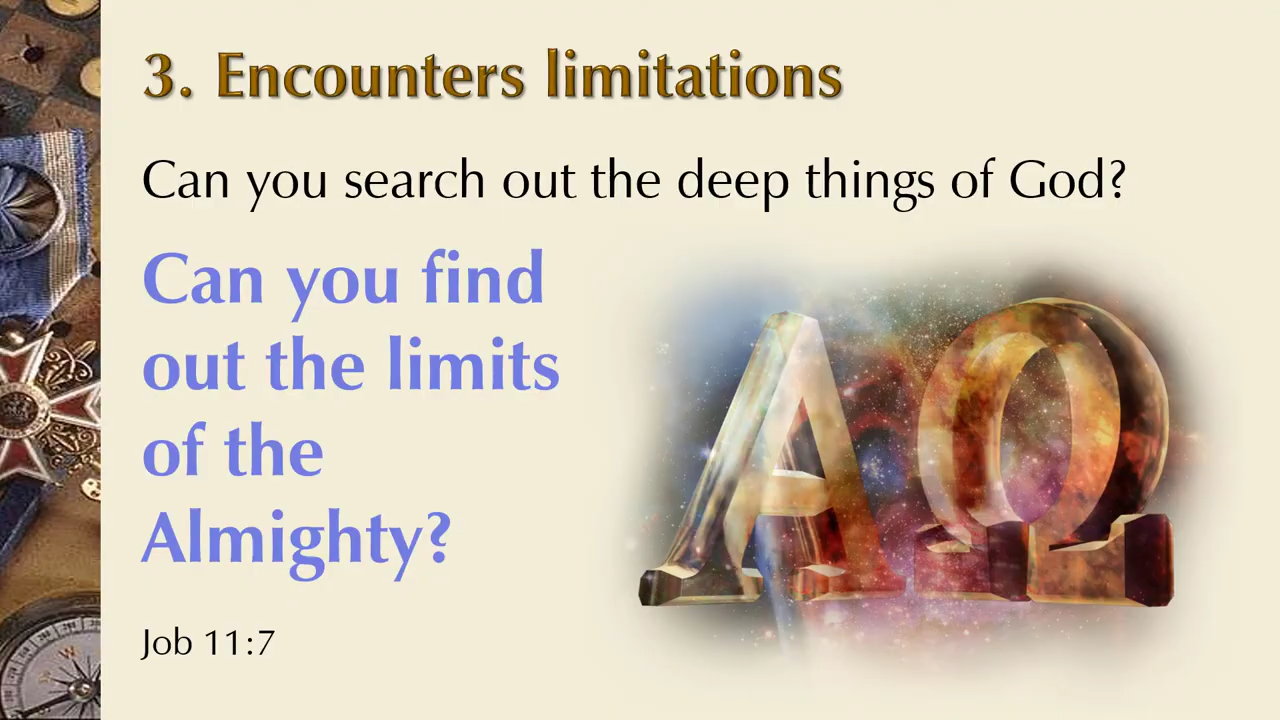 3. Encounters limitations
Can you search out the deep things of God?
Can you find
out the limits
of the
Almighty?
ΑΩ
Job 11:7